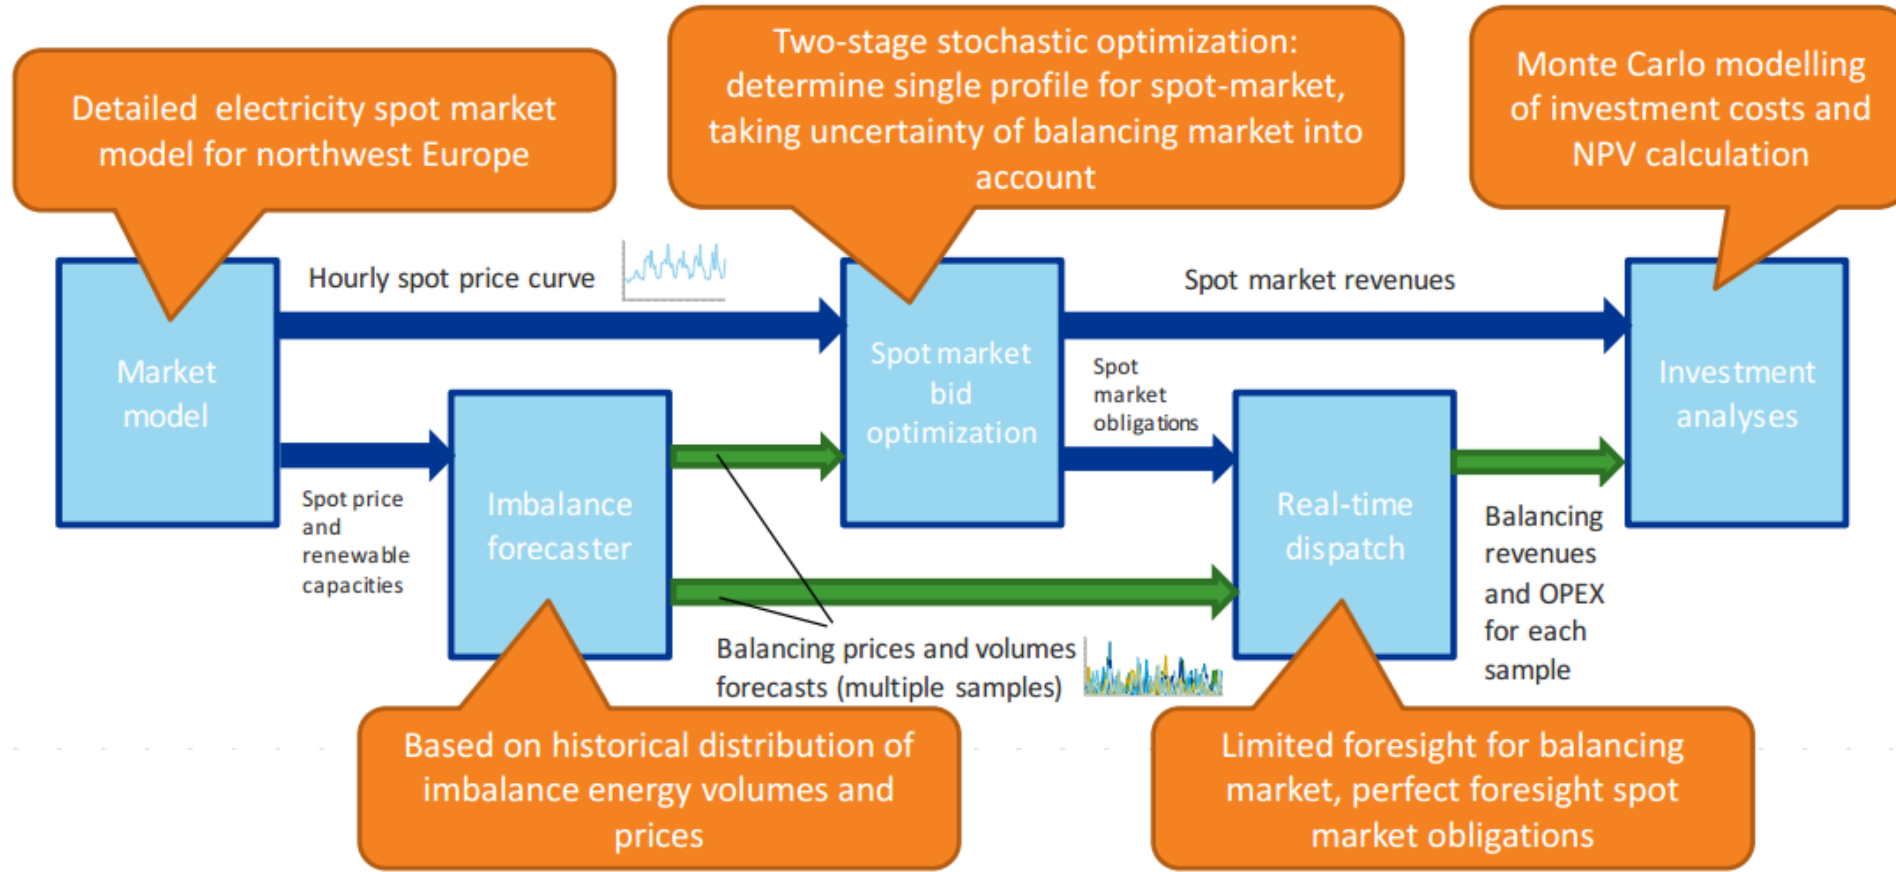 Detailed electricity spot market
model for northwest Europe
Two-stage stochastic optimization:
determine single profile for spot-market,
taking uncertainty of balancing market into
account
Monte Carlo modelling
of investment costs and
NPV calculation
Hourly spot price curve
Spot market revenues
Market
model
Spot market
bid
optimization
Spot
market
obligations
Investment
analyses
Spot price
and
renewable
capacities
Imbalance
forecaster
Real-time
dispatch
Balancing
revenues
and OPEX
for each
sample
Balancing prices and volumes
forecasts (multiple samples)
Based on historical distribution of
imbalance energy volumes and
prices
Limited foresight for balancing
market, perfect foresight spot
market obligations